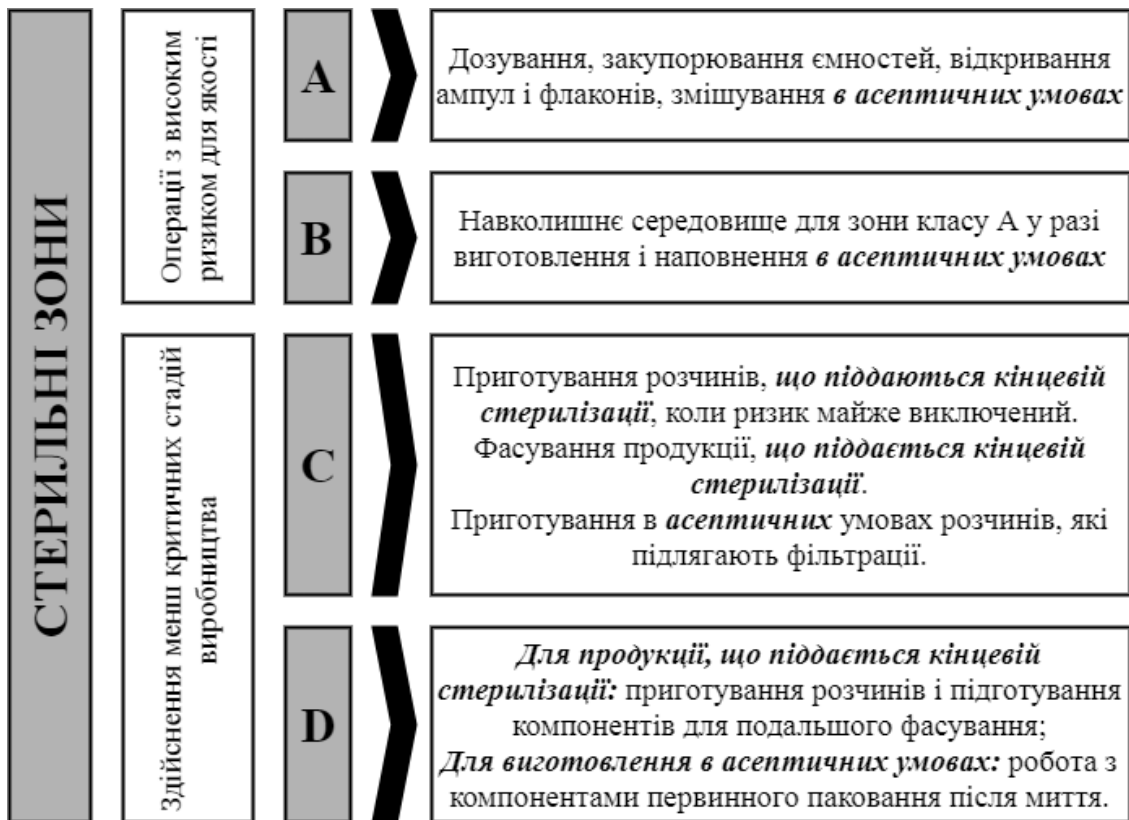 СТЕРИЛЬНІ ЗОНИ
Операції з високим
ризиком для якості
A
Дозування, закупорювання ємностей, відкривання
ампул і флаконів, змішування в асептичних умовах
B
Навколишнє середовище для зони класу А у разі
виготовлення і наповнення в асептичних умовах
Здійснення менш критичних стадій
виробництва
C
Приготування розчинів, що піддаються кінцевій
стерилізації, коли ризик майже виключений.
Фасування продукції, що піддається кінцевій
стерилізації.
Приготування в асептичних умовах розчинів, які
підлягають фільтрації.
D
Для продукції, що піддається кінцевій
стерилізації: приготування розчинів і підготування
компонентів для подальшого фасування;
Для виготовлення в асептичних умовах: робота з
компонентами первинного паковання після миття.